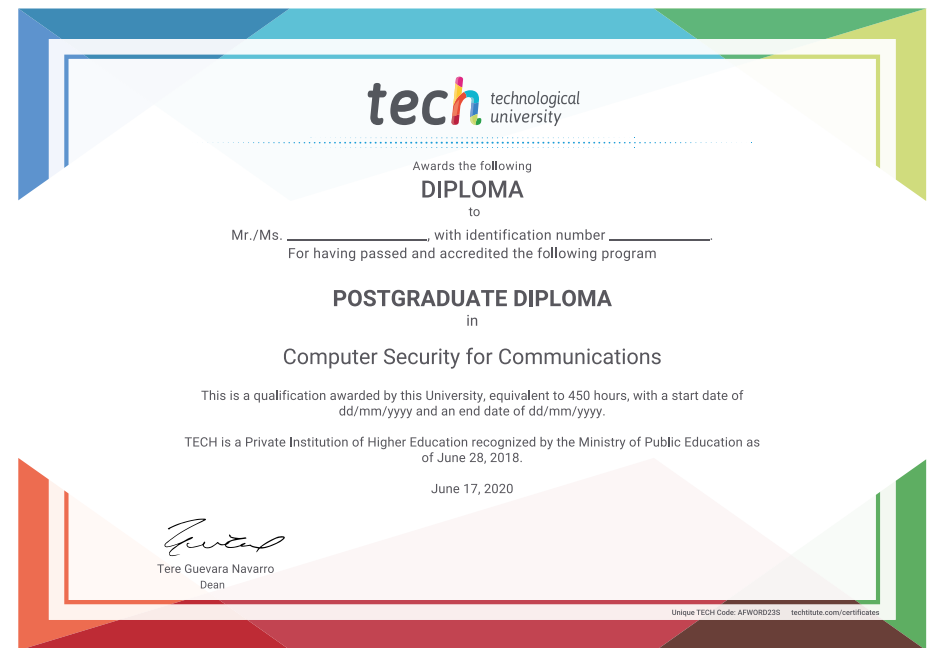 tech technological
university
Awards the following
DIPLOMA
to
Mr./Ms. ____________________, with identification number ______________.
For having passed and accredited the following program
POSTGRADUATE DIPLOMA
in
Computer Security for Communications
This is a qualification awarded by this University, equivalent to 450 hours, with a start date of
dd/mm/yyyy and an end date of dd/mm/yyyy.
TECH is a Private Institution of Higher Education recognized by the Ministry of Public Education as
of June 28, 2018.
June 17, 2020
Tere Guevara Navarro
Dean
Unique TECH Code: AFWORD23S techtitute.com/certificates